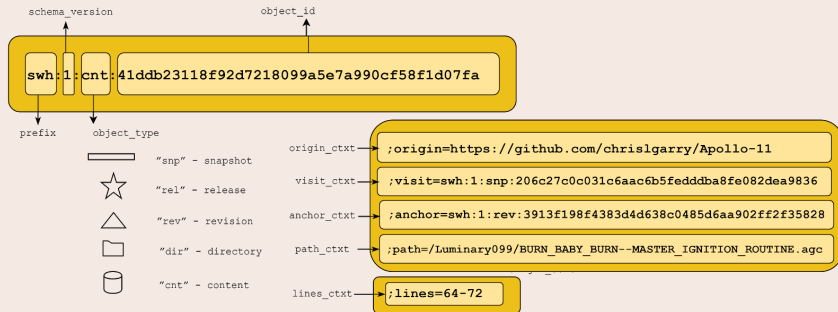 schema_version
object_id
swh:1:cnt:41ddb23118f92d7218099a5e7a990cf58f1d07fa
prefix
object_type
"snp" - snapshot
"rel" - release
"rev" - revision
"dir" - directory
"cnt" - content
origin_ctxt
;origin=https://github.com/chrislgarry/Apollo-11
visit_ctxt
;visit=swh:1:snp:206c27c0c031c6aac6b5fedddba8fe082dea9836
anchor_ctxt
;anchor=swh:1:rev:3913f198f4383d4d638c0485d6aa902ff2f35828
path_ctxt
;path=/Luminary099/BURN_BABY_BURN--MASTER_IGNITION_ROUTINE.agc
lines_ctxt
;lines=64-72